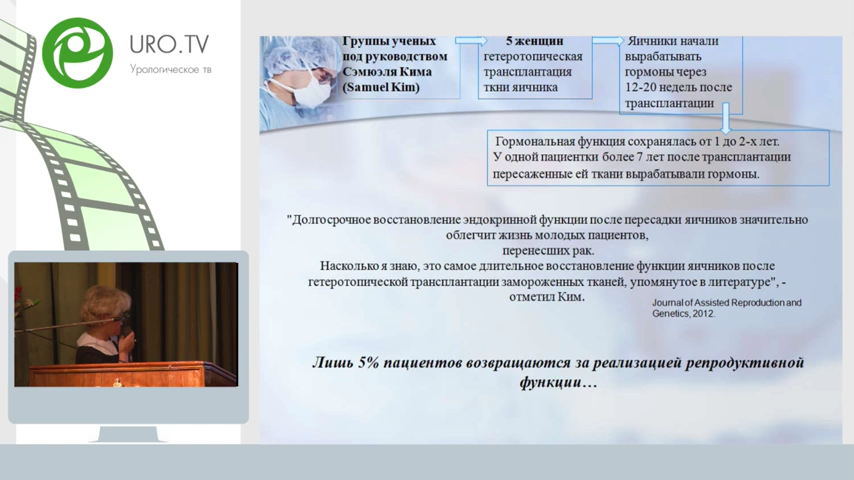 URO.TV
Урологическое тв
Группы ученых
под руководством
Сэмюэля Кима
(Samuel Kim)
5 женщин
гетеротопическая
трансплантация
ткни яичника
Яичники начали
вырабатывать
гормоны через
12-20 недель после
трансплантации
Гормональная функция сохранялась от 1 до 2-х лет.
У одной пациентки более 7 лет после трансплантации
пересаженные ей ткани вырабатывали гормоны.
"Долгосрочное восстановление эндокринной функции после пересадки яичников значительно
облегчит жизнь молодых пациентов,
перенесших рак.
Насколько я знаю, это самое длительное восстановление функции яичников после
гетеротопической трансплантации замороженных тканей, упомянутое в литературе", -
отметил Ким.
Journal of Assisted Reproduction and
Genetics, 2012.
Лишь 5% пациентов возвращаются за реализацией репродуктивной
функции…